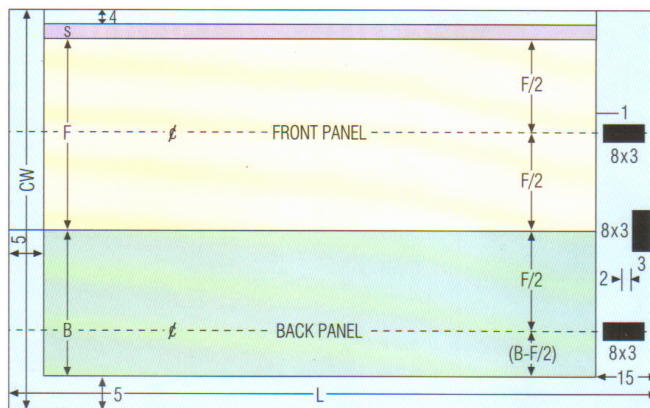 4
S
F/2
1
F ₵ FRONT PANEL
8x3
CW
F/2
8x3
5
3
F/2
2
B ₵ BACK PANEL
8x3
(B-F/2)
15
5 L